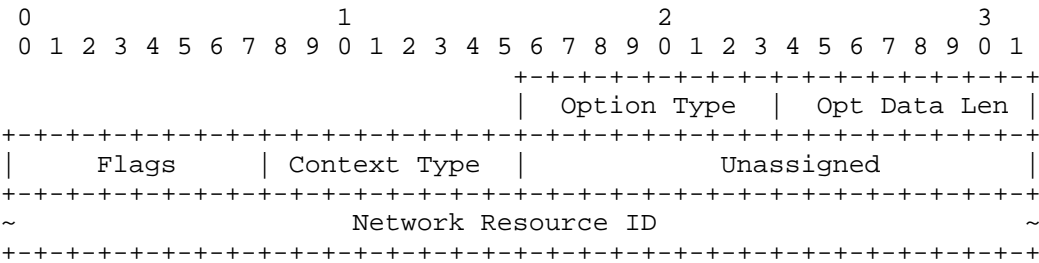 0                   1                   2                   3
 0 1 2 3 4 5 6 7 8 9 0 1 2 3 4 5 6 7 8 9 0 1 2 3 4 5 6 7 8 9 0 1
                                +-+-+-+-+-+-+-+-+-+-+-+-+-+-+-+-+
                                |  Option Type  |  Opt Data Len |
+-+-+-+-+-+-+-+-+-+-+-+-+-+-+-+-+-+-+-+-+-+-+-+-+-+-+-+-+-+-+-+-+
|     Flags     | Context Type  |            Unassigned         |
+-+-+-+-+-+-+-+-+-+-+-+-+-+-+-+-+-+-+-+-+-+-+-+-+-+-+-+-+-+-+-+-+
~                     Network Resource ID                       ~
+-+-+-+-+-+-+-+-+-+-+-+-+-+-+-+-+-+-+-+-+-+-+-+-+-+-+-+-+-+-+-+-+